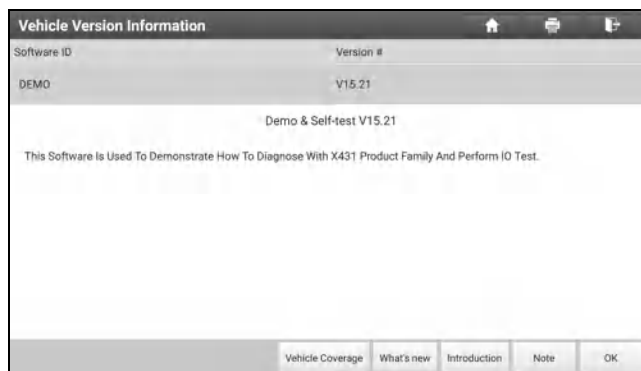 Vehicle Version Information
Software ID Version #
DEMO V15.21
Demo & Self-test V15.21
This Software Is Used To Demonstrate How To Diagnose With X431 Product Family And Perform IO Test.
Vehicle Coverage What's new Introduction Note OK